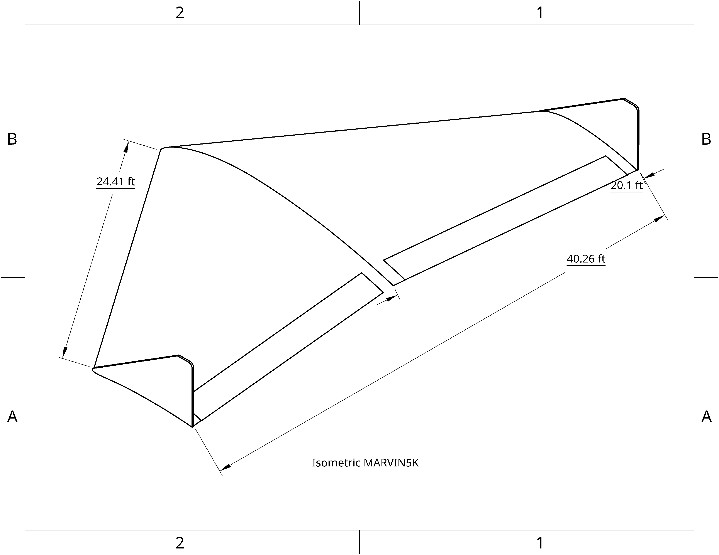 2 1
B B
24.41 ft
20.1 ft
40.26 ft
A A
Isometric MARVIN5K
2 1